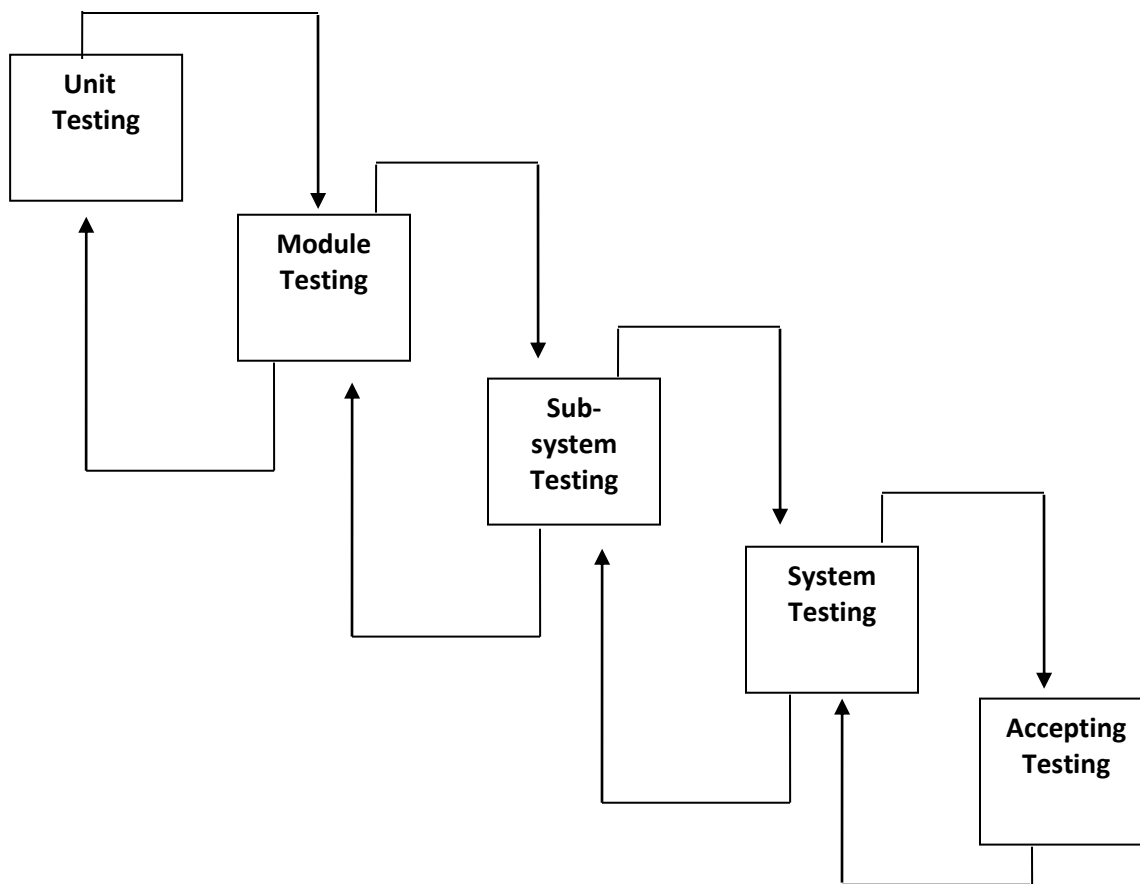 Unit
Testing
Module
Testing
Sub-
system
Testing
System
Testing
Accepting
Testing